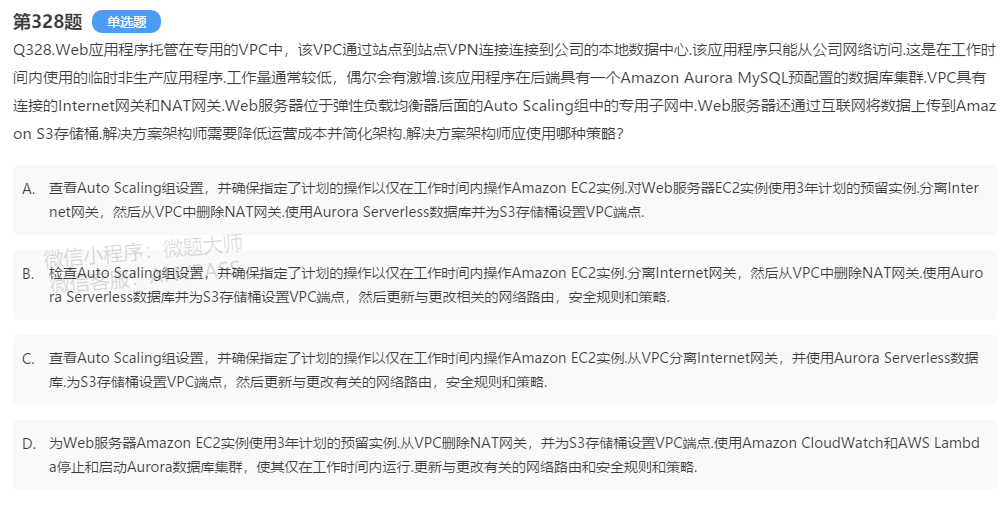 第328题 单选题
Q328.Web应用程序托管在专用的VPC中，该VPC通过站点到站点VPN连接连接到公司的本地数据中心.该应用程序只能从公司网络访问.这是在工作时
间内使用的临时非生产应用程序.工作量通常较低，偶尔会有激增.该应用程序在后端具有一个Amazon Aurora MySQL预配置的数据库集群.VPC具有
连接的Internet网关和NAT网关.Web服务器位于弹性负载均衡器后面的Auto Scaling组中的专用子网中.Web服务器还通过互联网将数据上传到Amaz
on S3存储桶.解决方案架构师需要降低运营成本并简化架构.解决方案架构师应使用哪种策略？
A. 查看Auto Scaling组设置，并确保指定了计划的操作以仅在工作时间内操作Amazon EC2实例.对Web服务器EC2实例使用3年计划的预留实例.分离Inter
net网关，然后从VPC中删除NAT网关.使用Aurora Serverless数据库并为S3存储桶设置VPC端点.
微信小程序：微题大师
微信客服：
B. 检查Auto Scaling组设置，并确保指定了计划的操作以仅在工作时间内操作Amazon EC2实例.分离Internet网关，然后从VPC中删除NAT网关.使用Auro
ra Serverless数据库并为S3存储桶设置VPC端点，然后更新与更改相关的网络路由，安全规则和策略.
C. 查看Auto Scaling组设置，并确保指定了计划的操作以仅在工作时间内操作Amazon EC2实例.从VPC分离Internet网关，并使用Aurora Serverless数据
库.为S3存储桶设置VPC端点，然后更新与更改有关的网络路由，安全规则和策略.
D. 为Web服务器Amazon EC2实例使用3年计划的预留实例.从VPC删除NAT网关，并为S3存储桶设置VPC端点.使用Amazon CloudWatch和AWS Lambd
a停止和启动Aurora数据库集群，使其仅在工作时间内运行.更新与更改有关的网络路由和安全规则和策略.